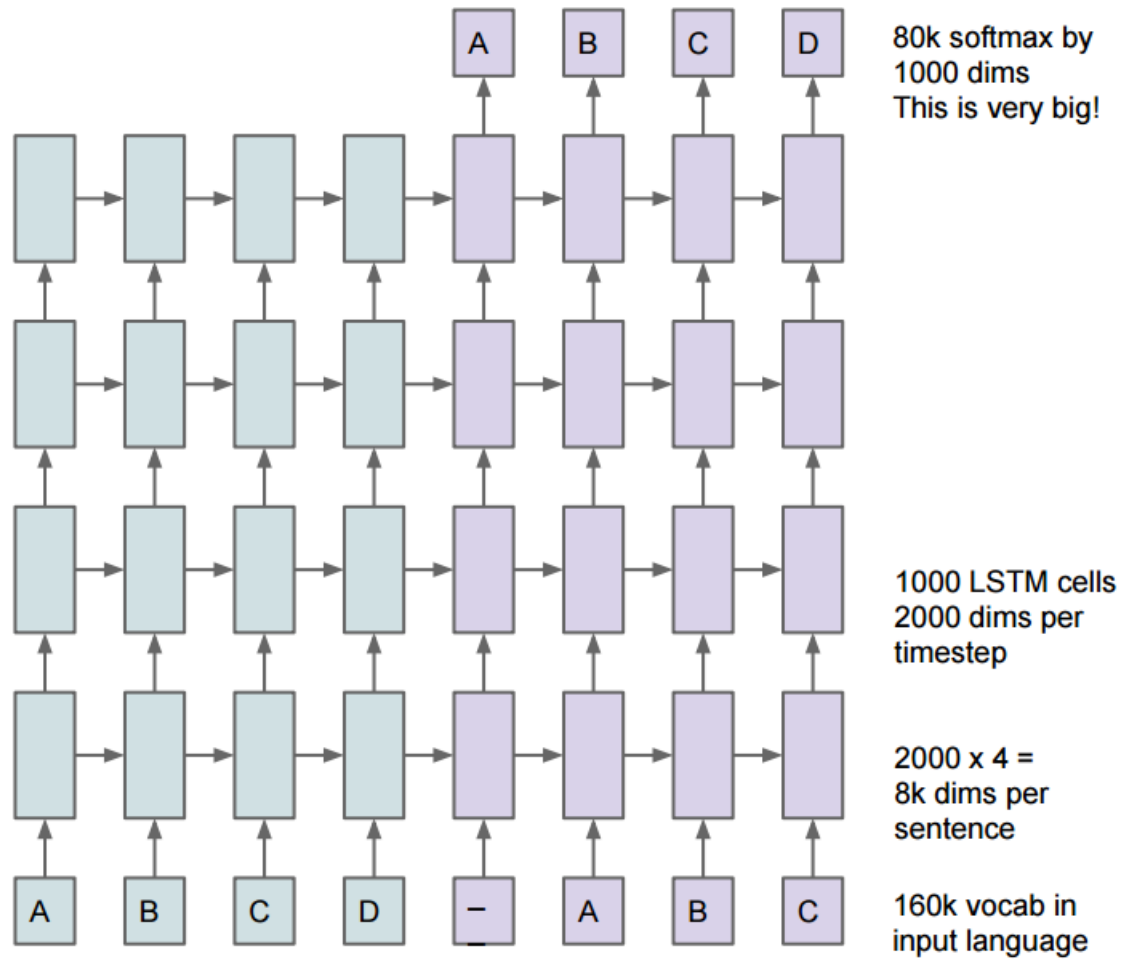 A B C D
80k softmax by
1000 dims
This is very big!
1000 LSTM cells
2000 dims per
timestep
2000 x 4 =
8k dims per
sentence
A B C D _ A B C
160k vocab in
input language